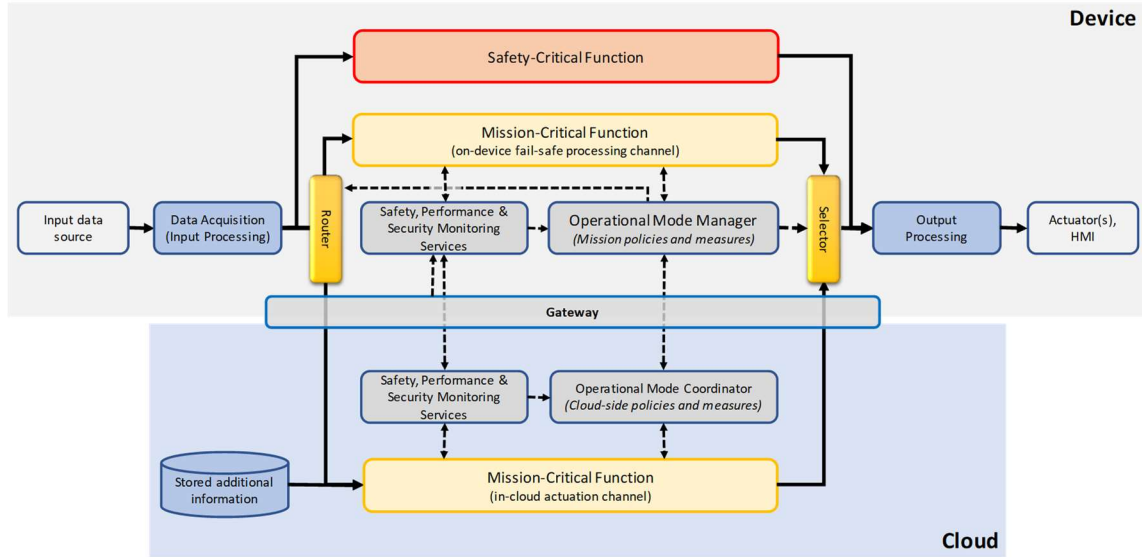 Device
Safety-Critical Function
Mission-Critical Function
(on-device fail-safe processing channel)
Input data
source
Data Acquisition
(Input Processing)
Router
Safety, Performance &
Security Monitoring
Services
Operational Mode Manager
(Mission policies and measures)
Selector
Output
Processing
Actuator(s),
HMI
Gateway
Safety, Performance &
Security Monitoring
Services
Operational Mode Coordinator
(Cloud-side policies and measures)
Stored additional
information
Mission-Critical Function
(in-cloud actuation channel)
Cloud